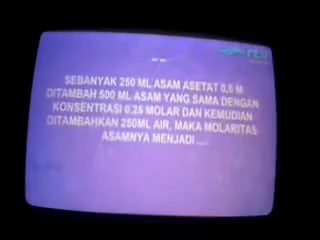 SEBANYAK 250 ML ASAM ASETAT 0,5 M
DITAMBAH 500 ML ASAM YANG SAMA DENGAN
KONSENTRASI 0,25 MOLAR DAN KEMUDIAN
DITAMBAHKAN 250ML AIR, MAKA MOLARITAS
ASAMNYA MENJADI ....